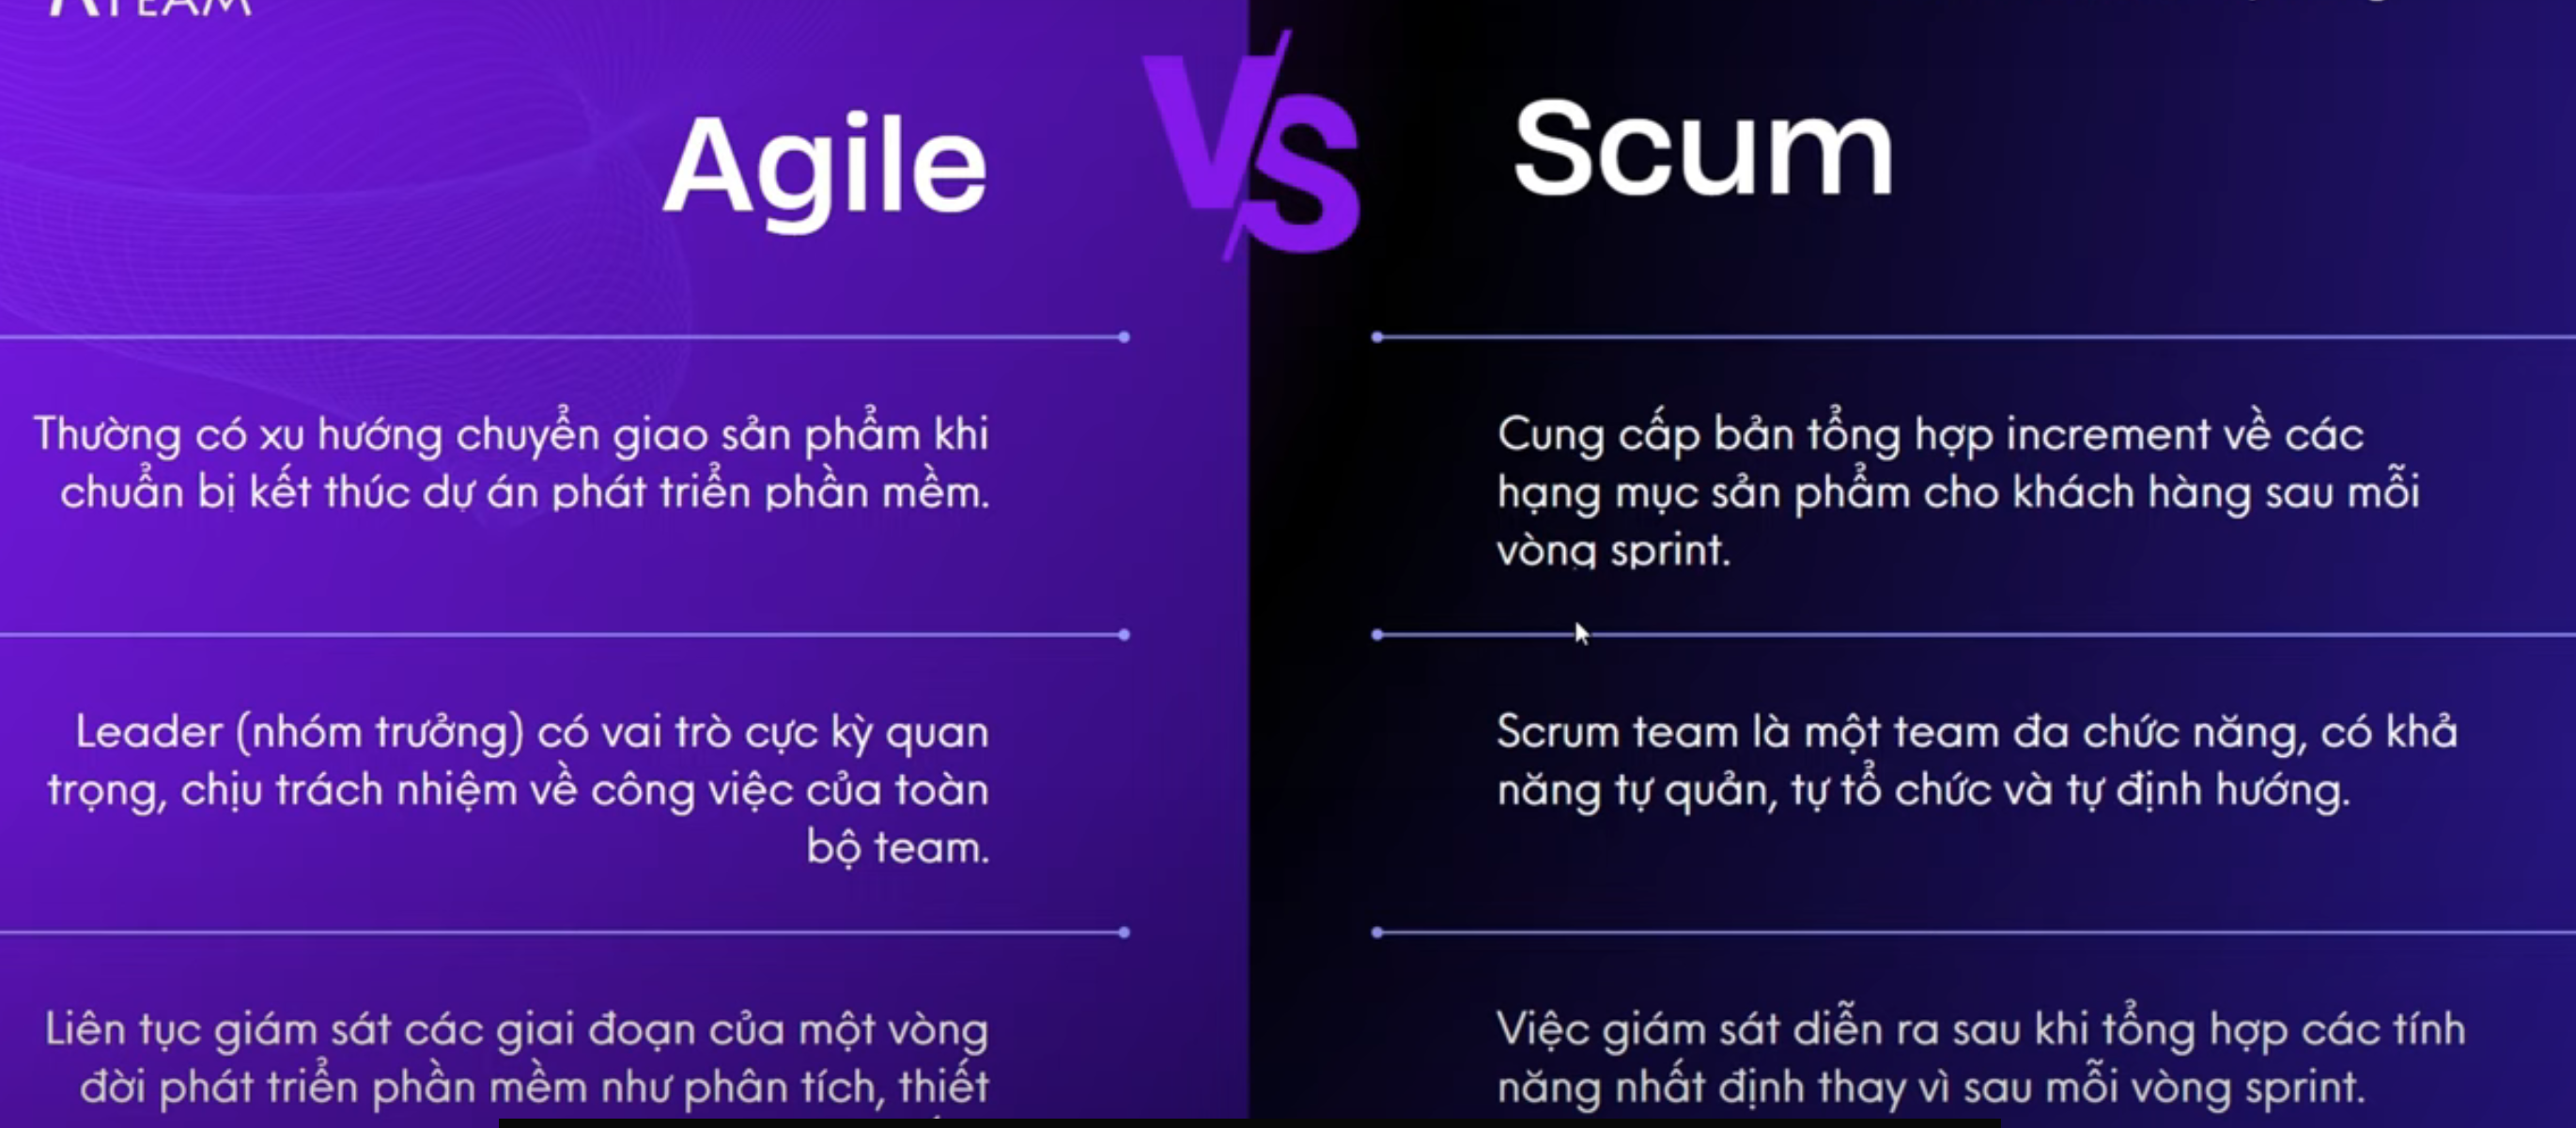 Agile
VS
Scum
Thường có xu hướng chuyển giao sản phẩm khi
chuẩn bị kết thúc dự án phát triển phần mềm.
Cung cấp bản tổng hợp increment về các
hạng mục sản phẩm cho khách hàng sau mỗi
vòng sprint.
Leader (nhóm trưởng) có vai trò cực kỳ quan
trọng, chịu trách nhiệm về công việc của toàn
bộ team.
Scrum team là một team đa chức năng, có khả
năng tự quản, tự tổ chức và tự định hướng.
Liên tục giám sát các giai đoạn của một vòng
đời phát triển phần mềm như phân tích, thiết
Việc giám sát diễn ra sau khi tổng hợp các tính
năng nhất định thay vì sau mỗi vòng sprint.